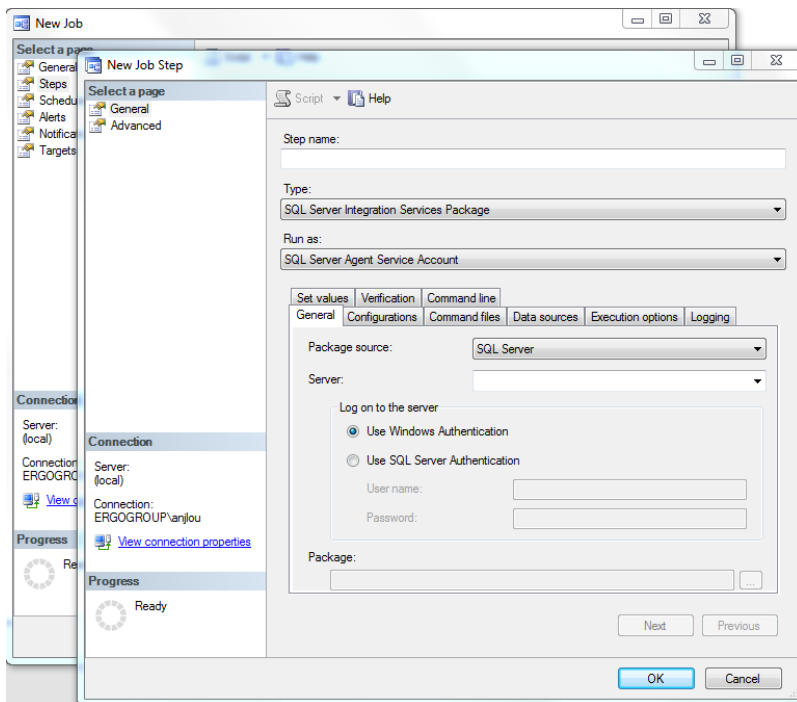 New Job
Select a page
General
Steps
Schedu
Alerts
Notifica
Targets
Connection
Server:
(local)
Connection
ERGOGRO
View c
Progress
Re
New Job Step
Select a page
General
Advanced
Connection
Server:
(local)
Connection:
ERGOGROUP\anjlou
View connection properties
Progress
Ready
Script Help
Step name:
Type:
SQL Server Integration Services Package
Run as:
SQL Server Agent Service Account
Set values Verification Command line
General Configurations Command files Data sources Execution options Logging
Package source: SQL Server
Server:
Log on to the server
Use Windows Authentication
Use SQL Server Authentication
User name:
Password:
Package:
...
Next Previous
OK Cancel